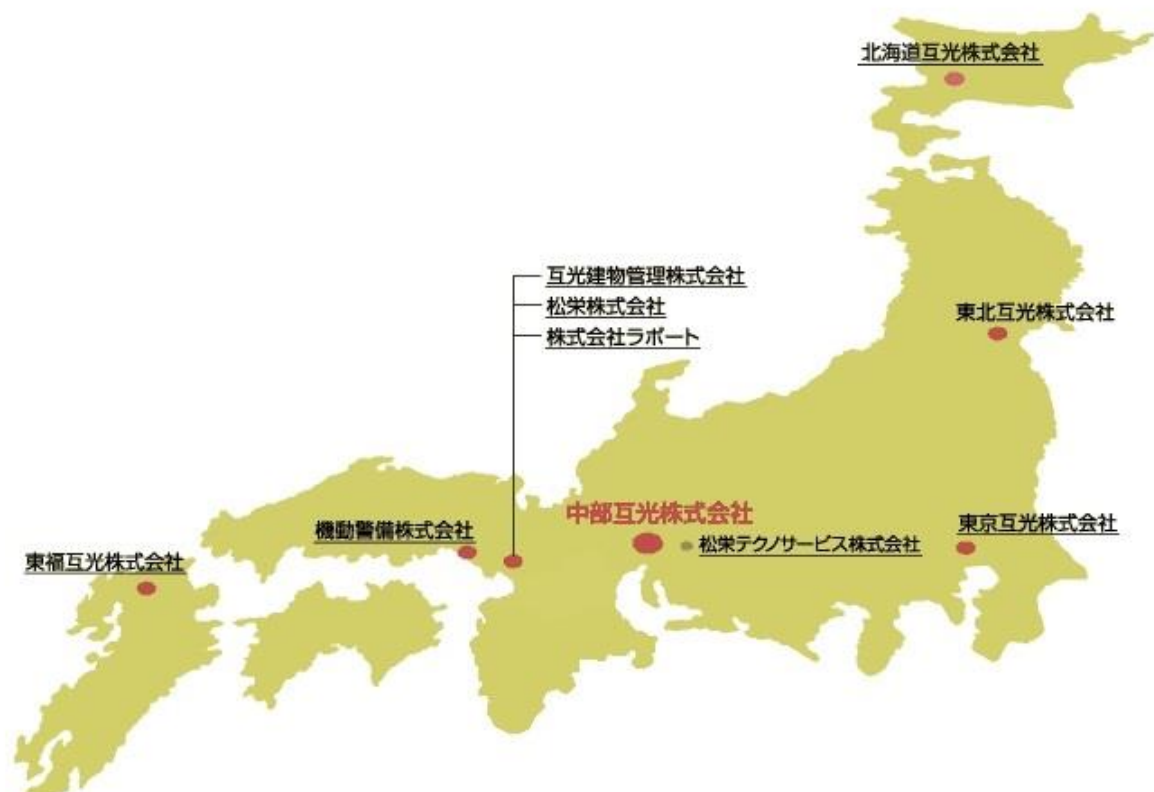 北海道互光株式会社
互光建物管理株式会社
松栄株式会社
株式会社ラポート
東北互光株式会社
中部互光株式会社
機動警備株式会社
東京互光株式会社
松栄テクノサービス株式会社
東福互光株式会社